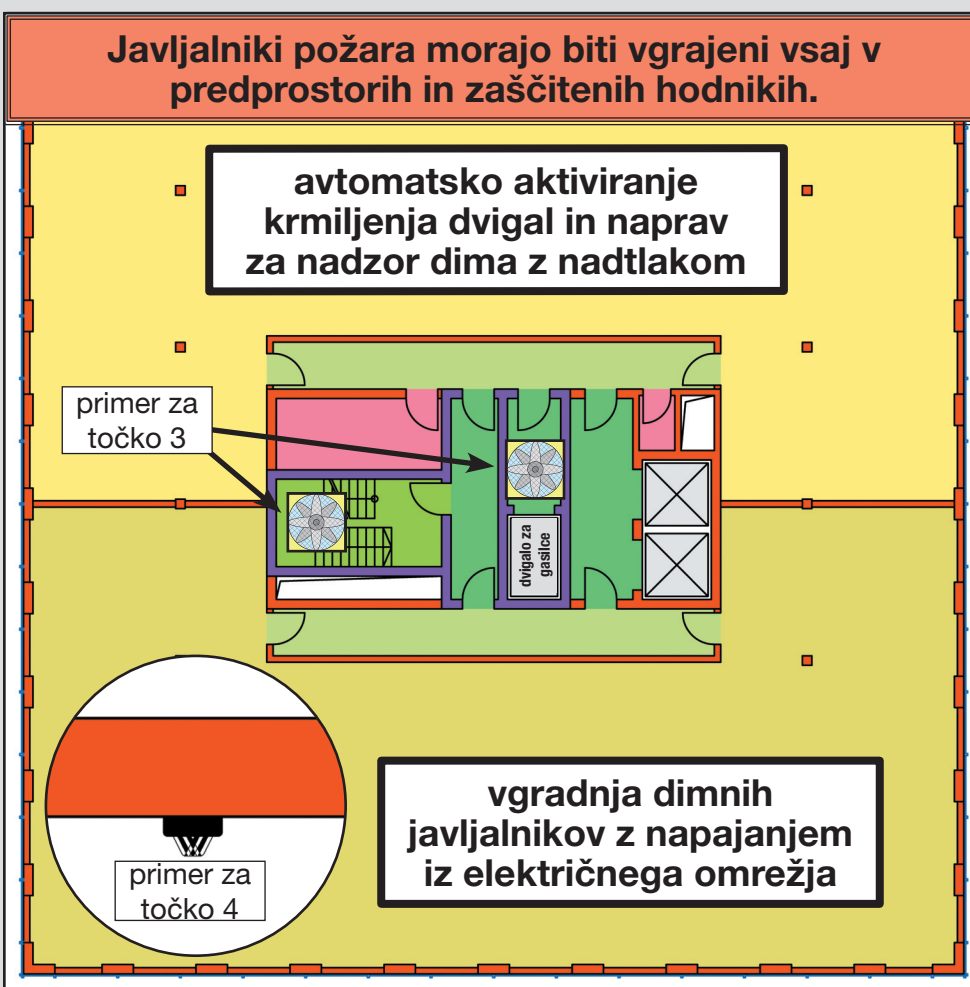 Javljalniki požara morajo biti vgrajeni vsaj v
predprostorih in zaščitenih hodnikih.
avtomatsko aktiviranje
krmiljenja dvigal in naprav
za nadzor dima z nadtlakom
primer za
točko 3
dvigalo za
gasilce
vgradnja dimnih
javljalnikov z napajanjem
iz električnega omrežja
primer za
točko 4